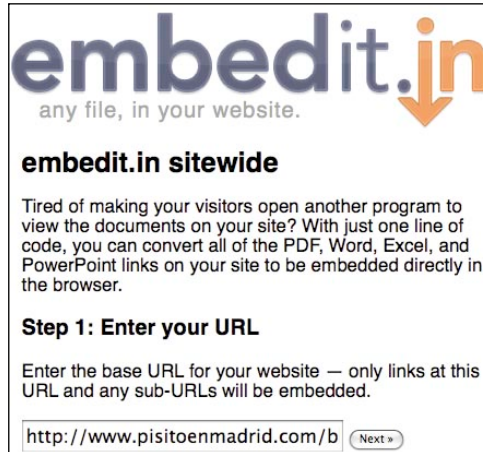 embedit.in
any file, in your website.
embedit.in sitewide
Tired of making your visitors open another program to
view the documents on your site? With just one line of
code, you can convert all of the PDF, Word, Excel, and
PowerPoint links on your site to be embedded directly in
the browser.
Step 1: Enter your URL
Enter the base URL for your website — only links at this
URL and any sub-URLs will be embedded.
http://www.pisitoenmadrid.com/b Next »